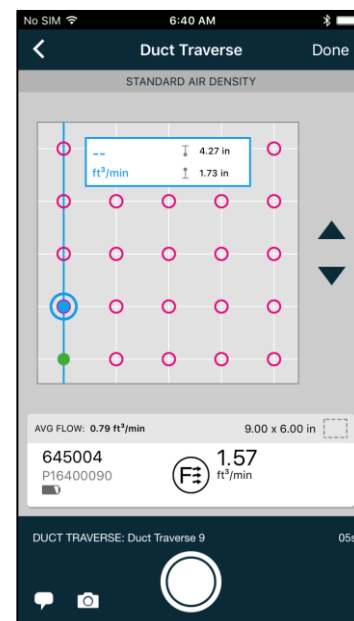 No SIM 6:40 AM
Duct Traverse Done
STANDARD AIR DENSITY
-- 4.27 in
ft³/min 1.73 in
AVG FLOW: 0.79 ft³/min 9.00 x 6.00 in
645004 1.57
P16400090 F ft³/min
DUCT TRAVERSE: Duct Traverse 9 05s